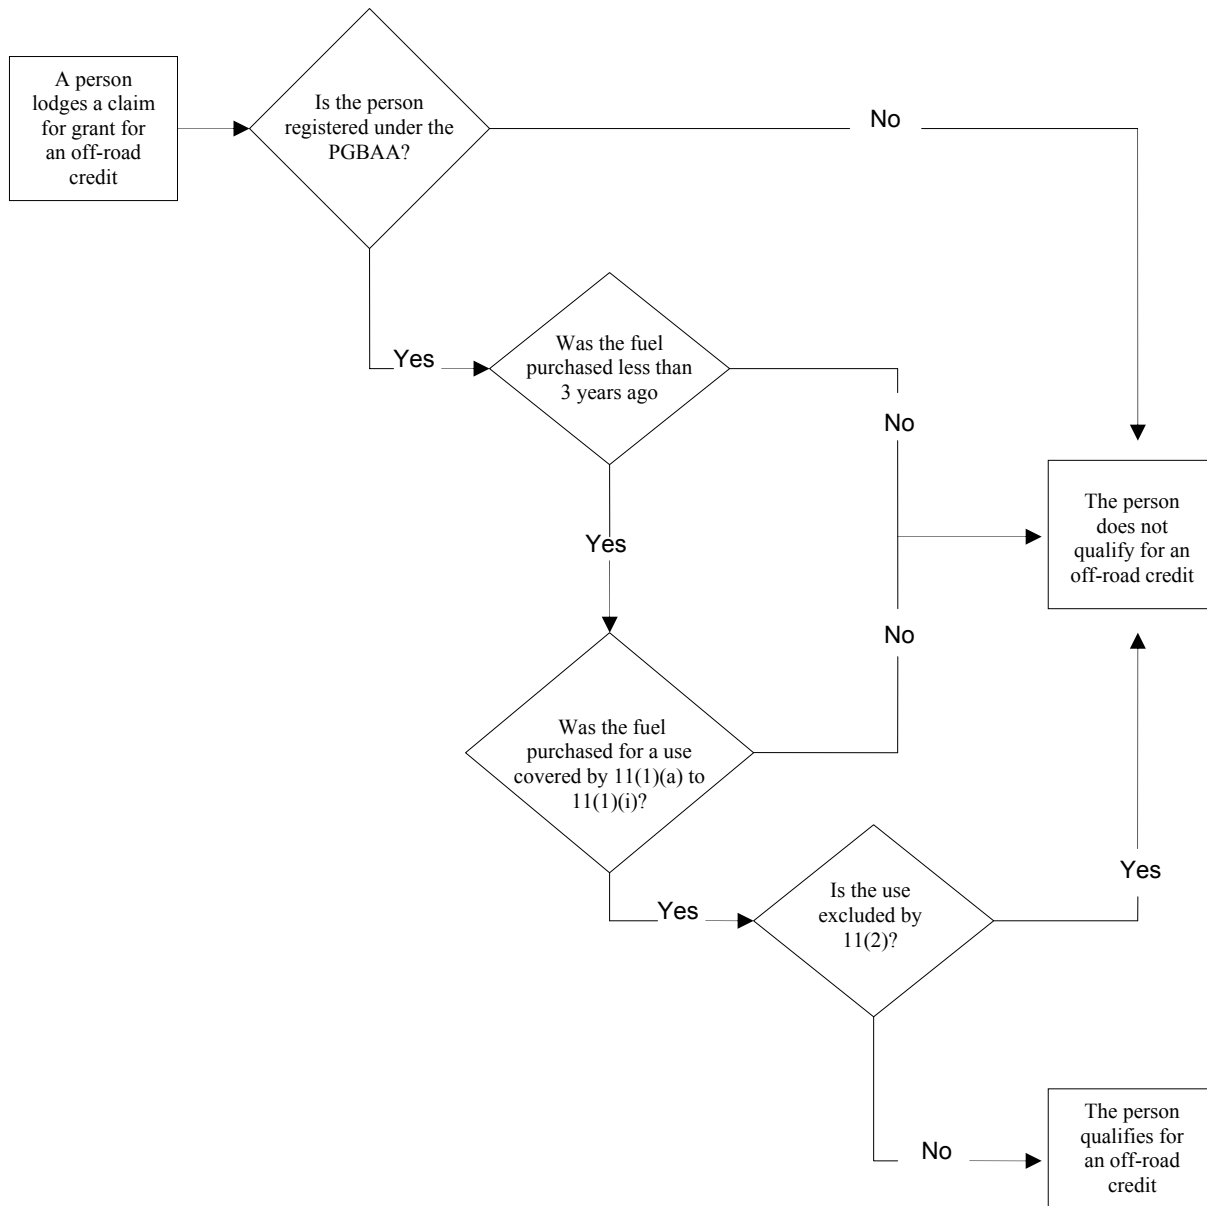 A person
lodges a claim
for grant for
an off-road
credit
Is the person
registered under the
PGBAA?
No
Yes
Was the fuel
purchased less than
3 years ago
No
Yes
The person
does not
qualify for an
off-road credit
No
Was the fuel
purchased for a use
covered by 11(1)(a) to
11(1)(i)?
Yes
Is the use
excluded by
11(2)?
Yes
No
The person
qualifies for
an off-road
credit